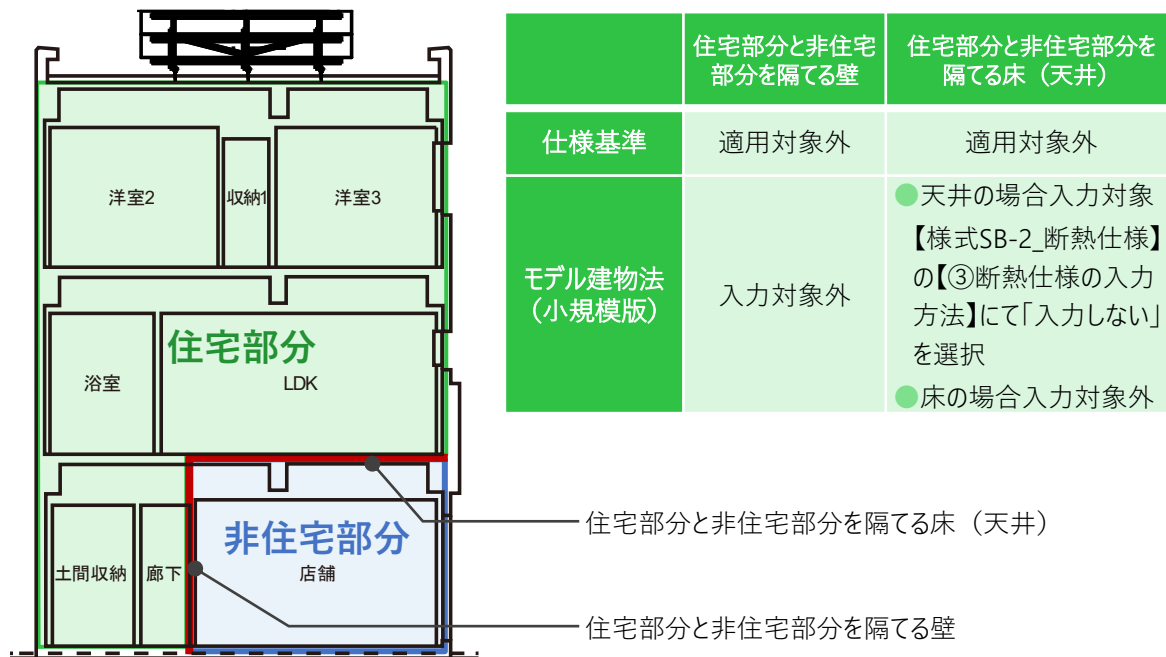 住宅部分と非住宅
部分を隔てる壁
住宅部分と非住宅部分を
隔てる床（天井）
仕様基準
適用対象外
適用対象外
モデル建物法
（小規模版）
入力対象外
●天井の場合入力対象
【様式SB-2_断熱仕様】
の【③断熱仕様の入力
方法】にて「入力しない」
を選択
●床の場合入力対象外
洋室2
収納1
洋室3
住宅部分
浴室
LDK
非住宅部分
土間収納
廊下
店舗
住宅部分と非住宅部分を隔てる床（天井）
住宅部分と非住宅部分を隔てる壁